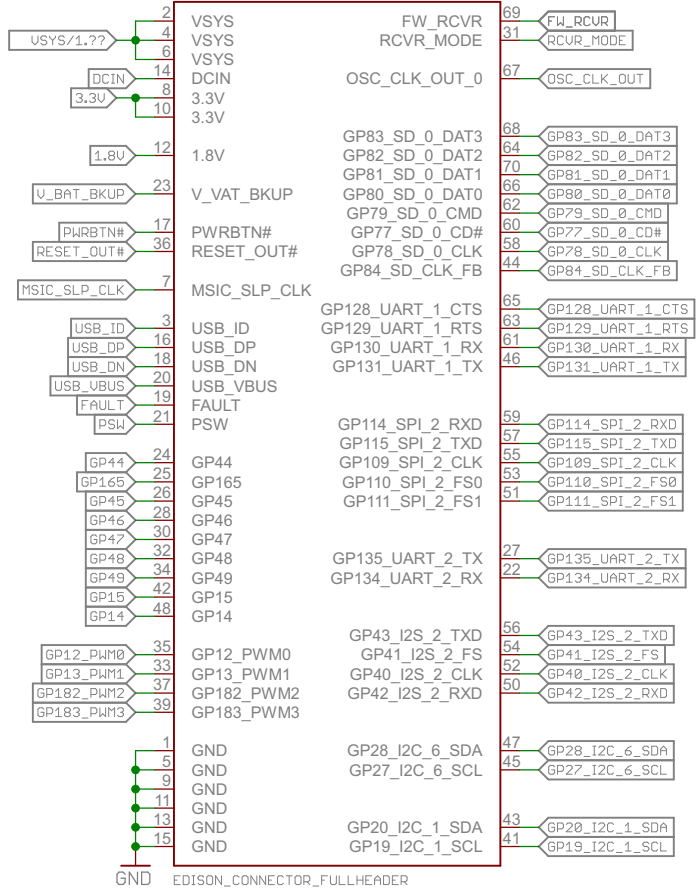 2 VSYS FW_RCVR 69 FW_RCVR
VSYS/1.?? 4 VSYS RCVR_MODE 31 RCVR_MODE
6 VSYS
DCIN 14 DCIN OSC_CLK_OUT_0 67 OSC_CLK_OUT
3.3V 8 3.3V
10 3.3V
GP83_SD_0_DAT3 68 GP83_SD_0_DAT3
1.8V 12 1.8V GP82_SD_0_DAT2 64 GP82_SD_0_DAT2
GP81_SD_0_DAT1 70 GP81_SD_0_DAT1
V_BAT_BKUP 23 V_VAT_BKUP GP80_SD_0_DAT0 66 GP80_SD_0_DAT0
GP79_SD_0_CMD 62 GP79_SD_0_CMD
PWRBTN# 17 PWRBTN# GP77_SD_0_CD# 60 GP77_SD_0_CD#
RESET_OUT# 36 RESET_OUT# GP78_SD_0_CLK 58 GP78_SD_0_CLK
GP84_SD_CLK_FB 44 GP84_SD_CLK_FB
MSIC_SLP_CLK 7 MSIC_SLP_CLK
GP128_UART_1_CTS 65 GP128_UART_1_CTS
USB_ID 3 USB_ID GP129_UART_1_RTS 63 GP129_UART_1_RTS
USB_DP 16 USB_DP GP130_UART_1_RX 61 GP130_UART_1_RX
USB_DN 18 USB_DN GP131_UART_1_TX 46 GP131_UART_1_TX
USB_VBUS 20 USB_VBUS
FAULT 19 FAULT
PSW 21 PSW GP114_SPI_2_RXD 59 GP114_SPI_2_RXD
GP115_SPI_2_TXD 57 GP115_SPI_2_TXD
GP44 24 GP44 GP109_SPI_2_CLK 55 GP109_SPI_2_CLK
GP165 25 GP165 GP110_SPI_2_FS0 53 GP110_SPI_2_FS0
GP45 26 GP45 GP111_SPI_2_FS1 51 GP111_SPI_2_FS1
GP46 28 GP46
GP47 30 GP47
GP48 32 GP48 GP135_UART_2_TX 27 GP135_UART_2_TX
GP49 34 GP49 GP134_UART_2_RX 22 GP134_UART_2_RX
GP15 42 GP15
GP14 48 GP14
GP43_I2S_2_TXD 56 GP43_I2S_2_TXD
GP12_PWM0 35 GP12_PWM0 GP41_I2S_2_FS 54 GP41_I2S_2_FS
GP13_PWM1 33 GP13_PWM1 GP40_I2S_2_CLK 52 GP40_I2S_2_CLK
GP182_PWM2 37 GP182_PWM2 GP42_I2S_2_RXD 50 GP42_I2S_2_RXD
GP183_PWM3 39 GP183_PWM3
1 GND GP28_I2C_6_SDA 47 GP28_I2C_6_SDA
5 GND GP27_I2C_6_SCL 45 GP27_I2C_6_SCL
9 GND
11 GND
13 GND GP20_I2C_1_SDA 43 GP20_I2C_1_SDA
15 GND GP19_I2C_1_SCL 41 GP19_I2C_1_SCL
GND EDISON_CONNECTOR_FULLHEADER